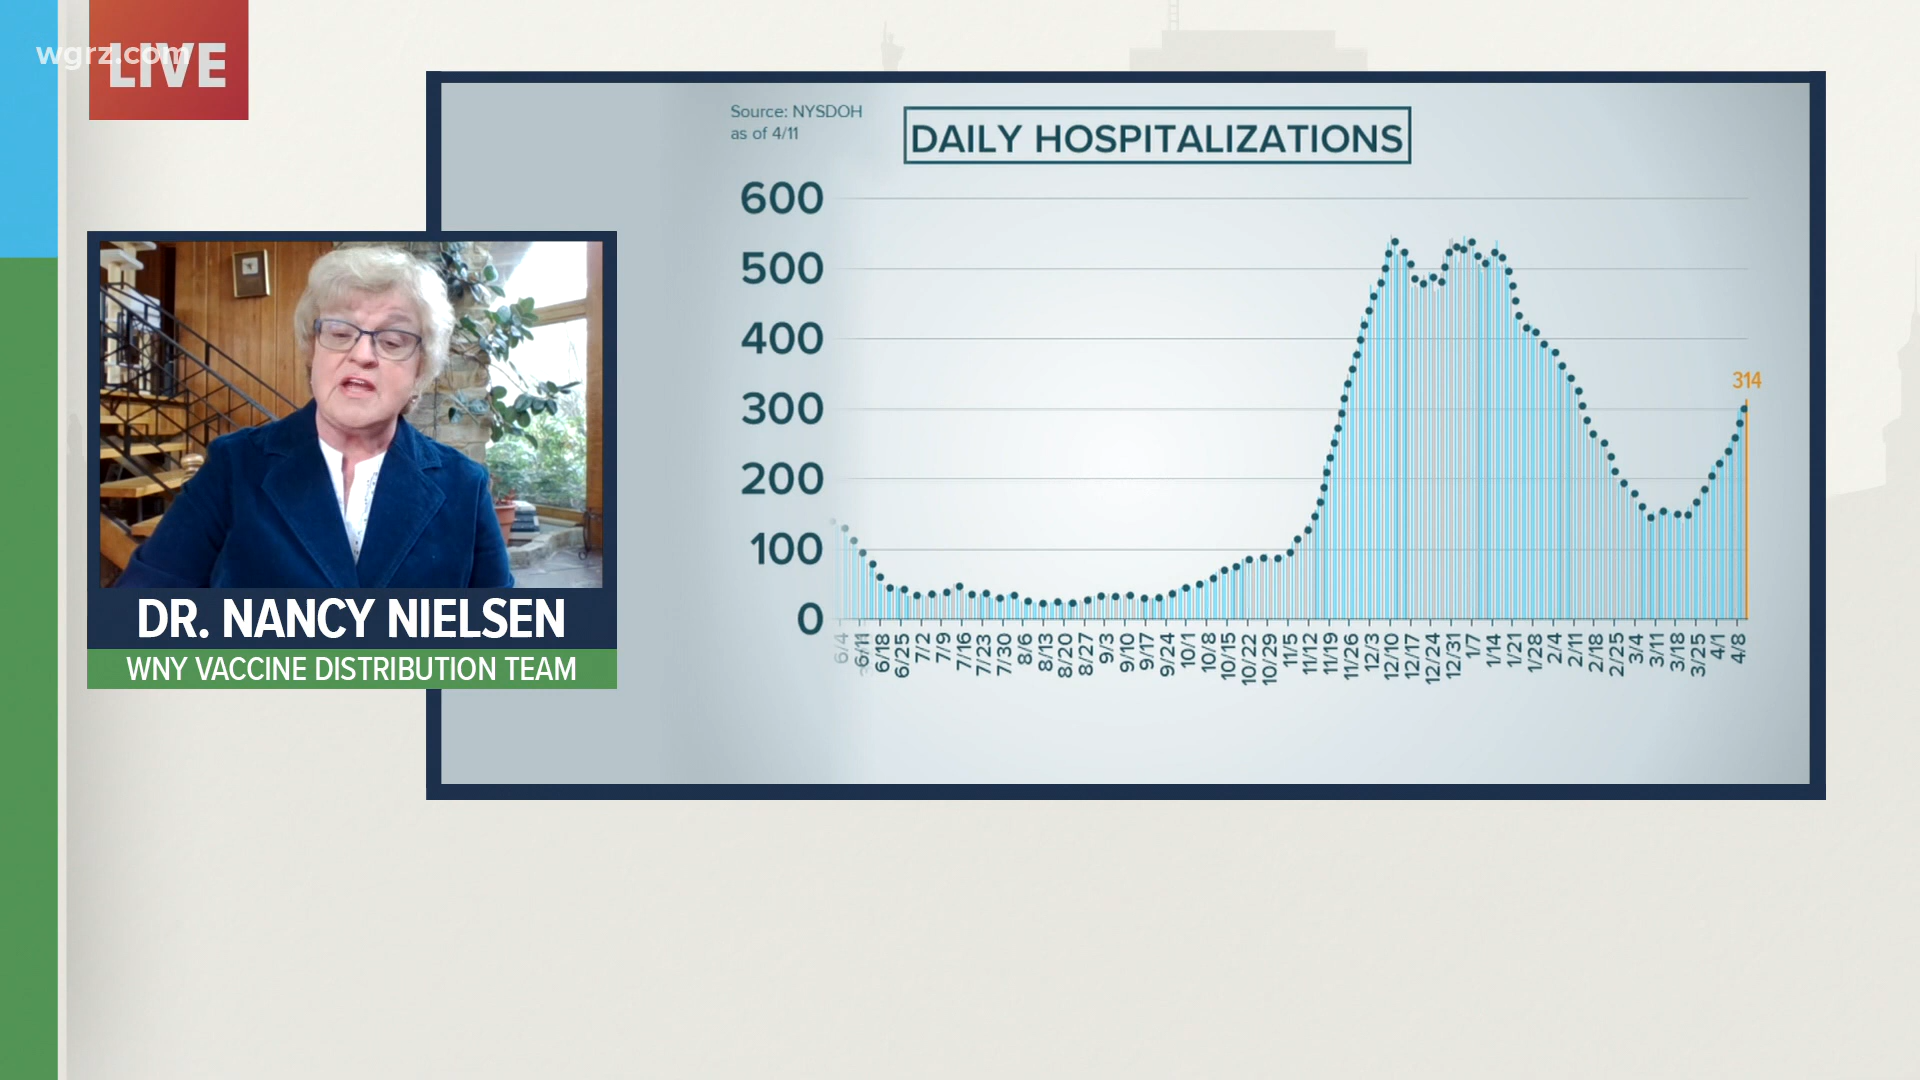 wgrz.com
LIVE
Source: NYSDOH
as of 4/11
DAILY HOSPITALIZATIONS
600
500
400
300
200
100
0
314
6/4 6/11 6/18 6/25 7/2 7/9 7/16 7/23 7/30 8/6 8/13 8/20 8/27 9/3 9/10 9/17 9/24 10/1 10/8 10/15 10/22 10/29 11/5 11/12 11/19 11/26 12/3 12/10 12/17 12/24 12/31 1/7 1/14 1/21 1/28 2/4 2/11 2/18 2/25 3/4 3/11 3/18 3/25 4/1 4/8
DR. NANCY NIELSEN
WNY VACCINE DISTRIBUTION TEAM